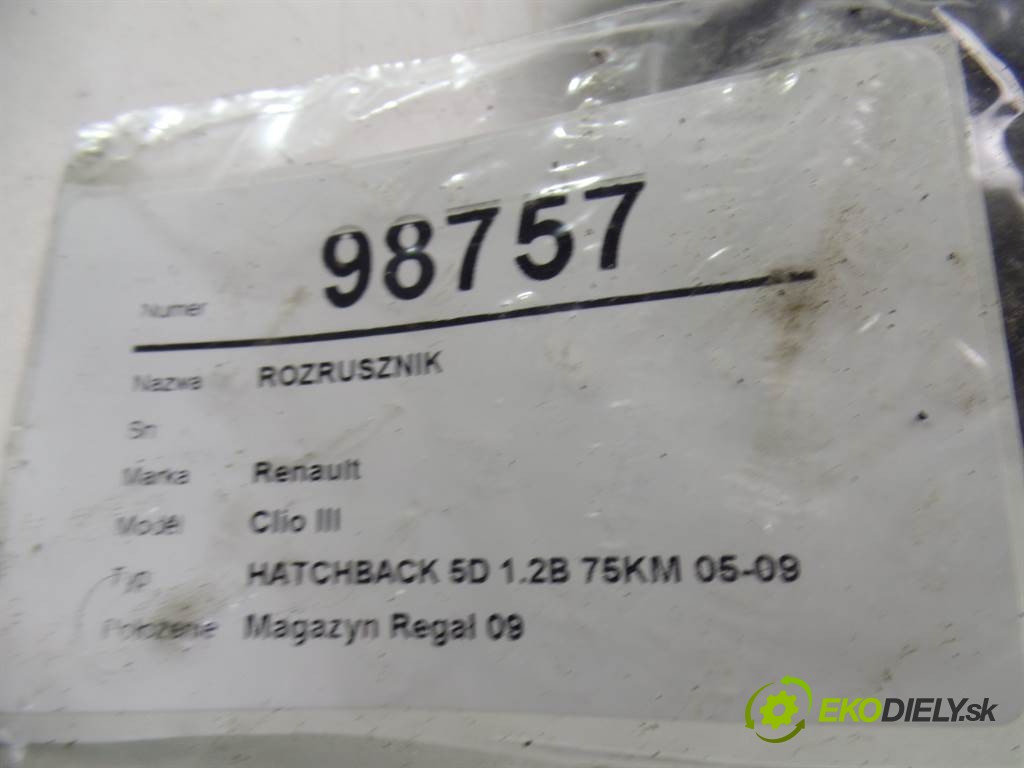 Numer 98757
Nazwa ROZRUSZNIK
Sn
Marka Renault
Model Clio III
Typ HATCHBACK 5D 1.2B 75KM 05-09
Położenie Magazyn Regał 09
EKODIELY.sk